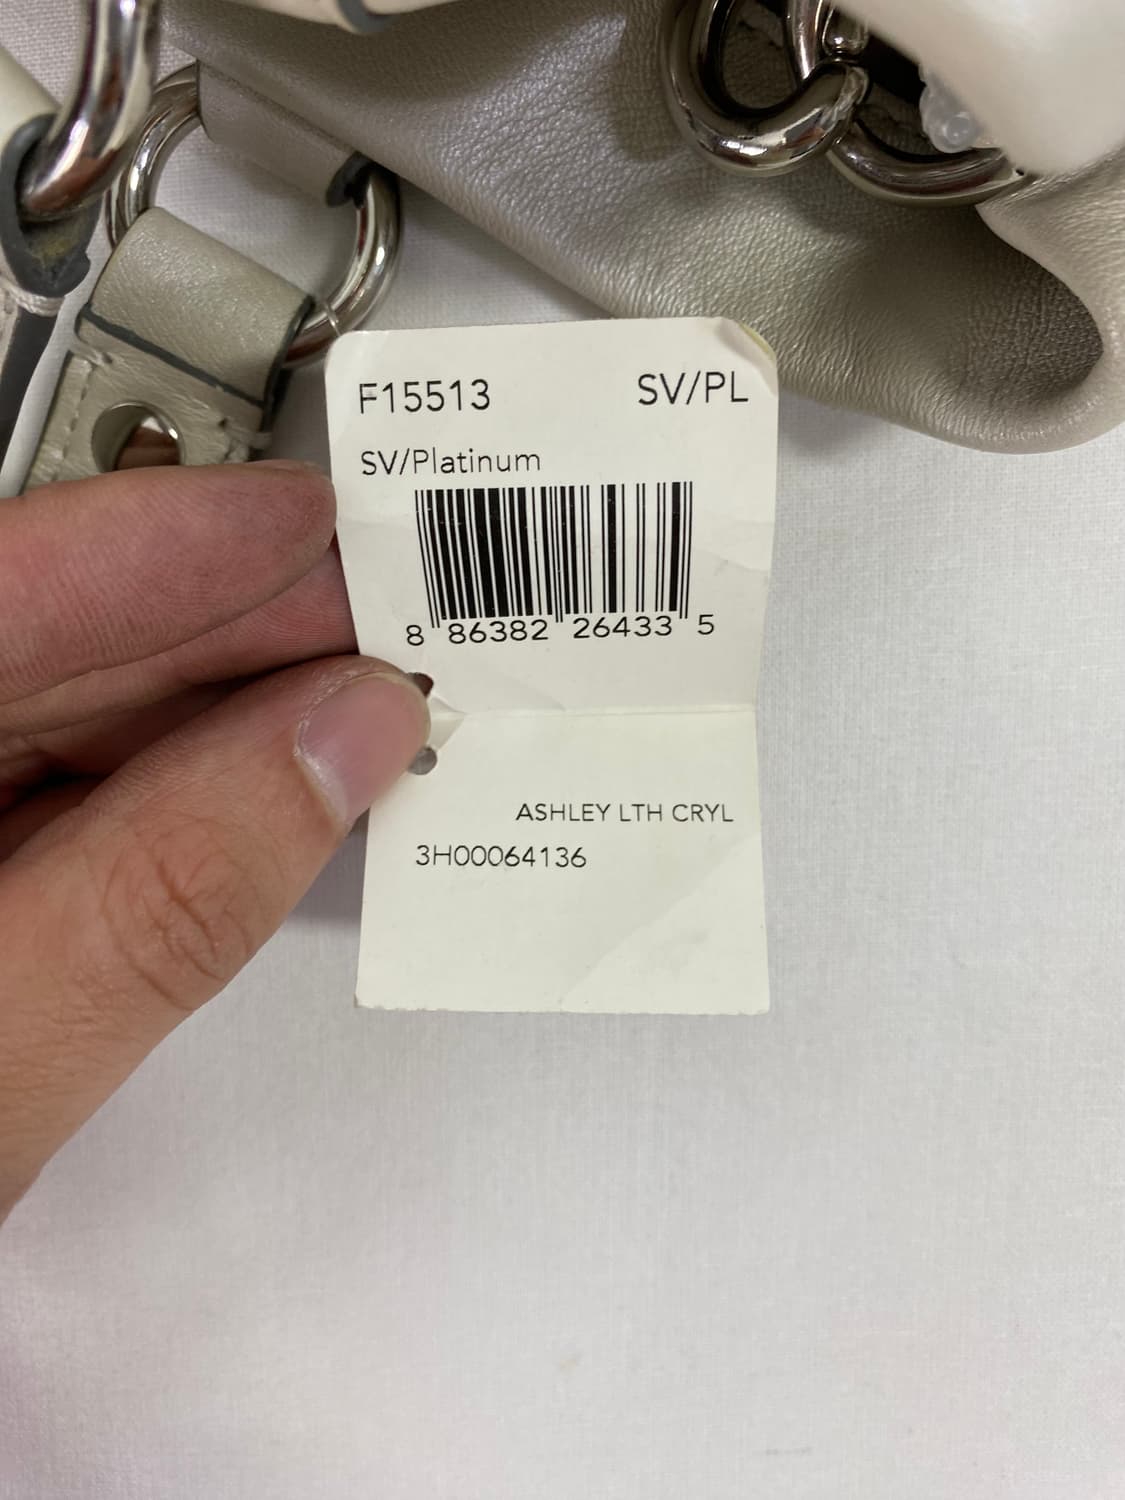 F15513 SV/PL
SV/Platinum
8 86382 26433 5
ASHLEY LTH CRYL
3H00064136